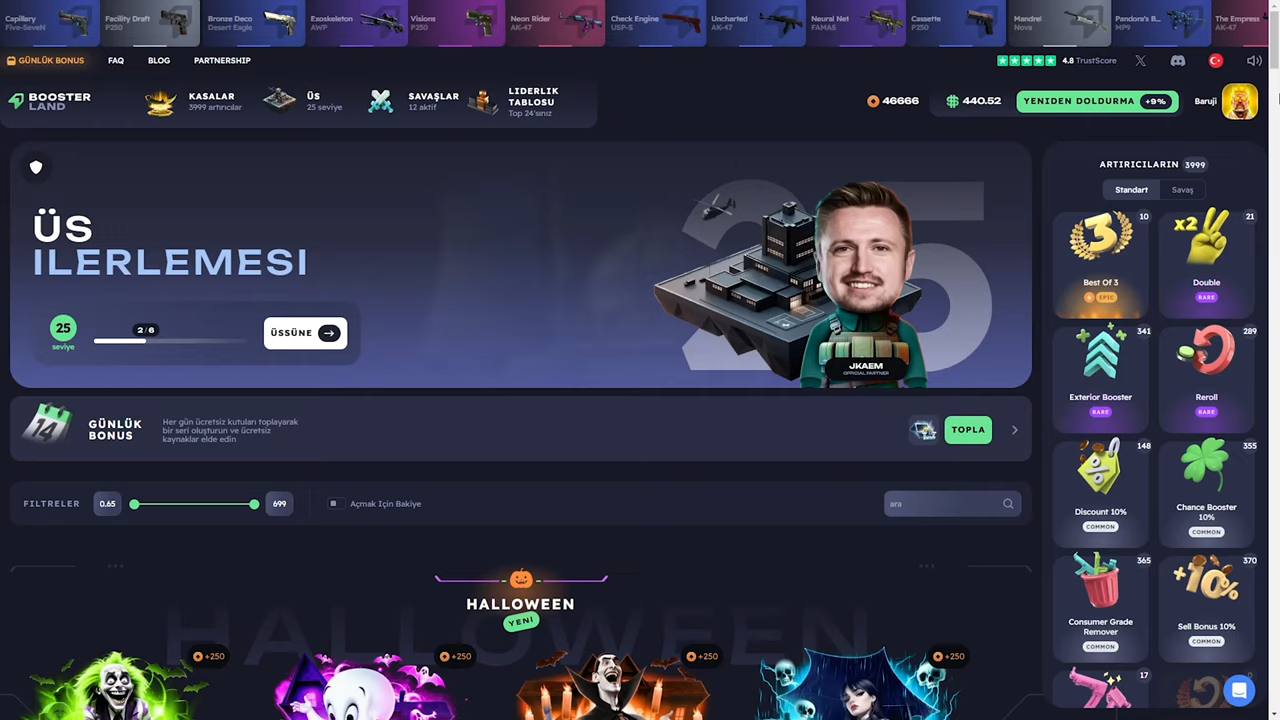 Capillary
Five-SeveN
Facility Draft
P250
Bronze Deco
Desert Eagle
Exoskeleton
AWP
Visions
P250
Neon Rider
AK-47
Check Engine
USP-S
Uncharted
AK-47
Neural Net
FAMAS
Cassette
P250
Mandrel
Nova
Pandora's B...
MP9
The Empress
AK-47
GÜNLÜK BONUS
FAQ
BLOG
PARTNERSHIP
4.8 TrustScore
BOOSTER
LAND
KASALAR
3999 artırıcılar
ÜS
25 seviye
SAVAŞLAR
12 aktif
LIDERLIK
TABLOSU
Top 24'sınız
46666
440.52
YENIDEN DOLDURMA +9%
Baruji
ÜS
ILERLEMESI
25
25
seviye
2/6
ÜSSÜNE
JKAEM
OFFICIAL PARTNER
14
GÜNLÜK
BONUS
Her gün ücretsiz kutuları toplayarak
bir seri oluşturun ve ücretsiz
kaynaklar elde edin
TOPLA
FILTRELER
0.65
699
Açmak Için Bakiye
ara
HALLOWEEN
HALLOWEEN
YENI
+250
+250
+250
+250
ARTIRICILARIN 3999
Standart
Savaş
10
3
Best Of 3
EPIC
21
x2
Double
RARE
341
Exterior Booster
RARE
289
Reroll
RARE
148
%
Discount 10%
COMMON
355
Chance Booster
10%
COMMON
365
Consumer Grade
Remover
COMMON
370
+10%
Sell Bonus 10%
COMMON
17